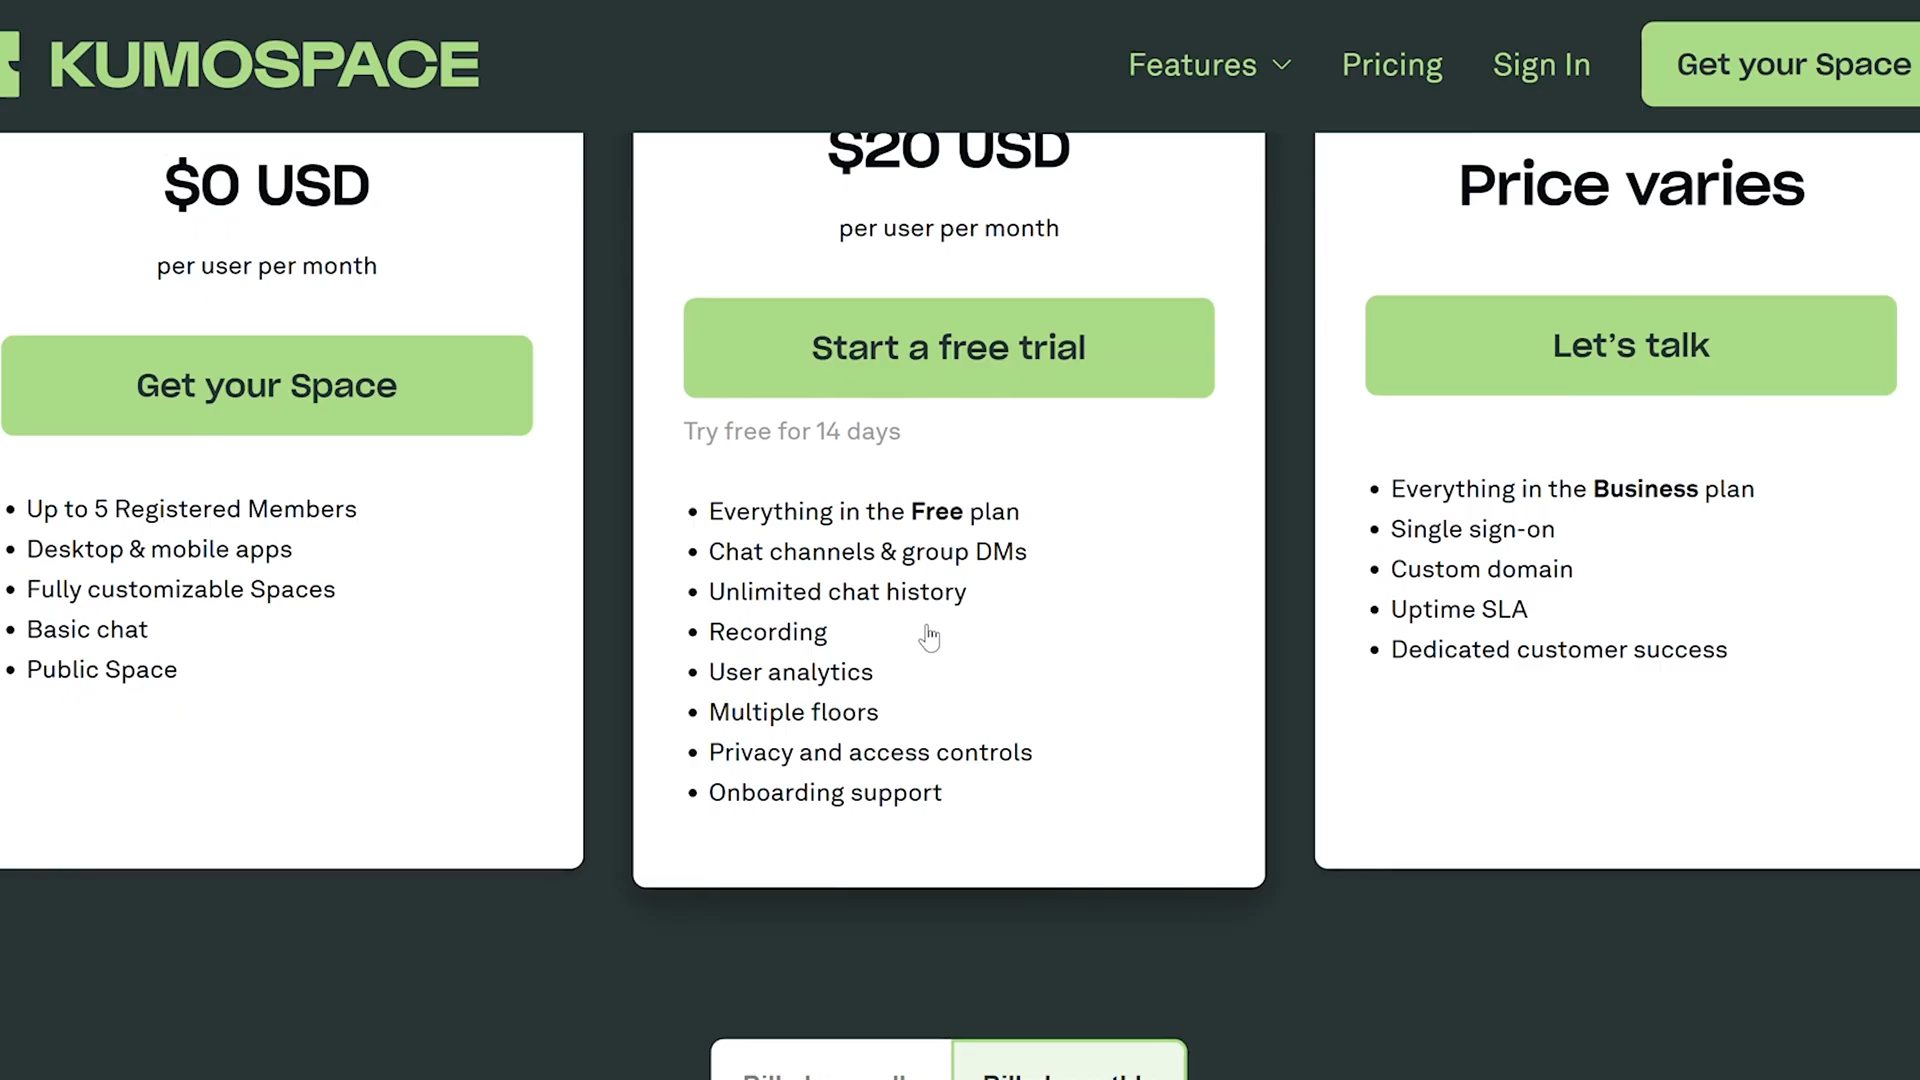 KUMOSPACE
Features
Pricing
Sign In
Get your Space
$0 USD
per user per month
Get your Space
• Up to 5 Registered Members
• Desktop & mobile apps
• Fully customizable Spaces
• Basic chat
• Public Space
$20 USD
per user per month
Start a free trial
Try free for 14 days
• Everything in the Free plan
• Chat channels & group DMs
• Unlimited chat history
• Recording
• User analytics
• Multiple floors
• Privacy and access controls
• Onboarding support
Price varies
Let's talk
• Everything in the Business plan
• Single sign-on
• Custom domain
• Uptime SLA
• Dedicated customer success